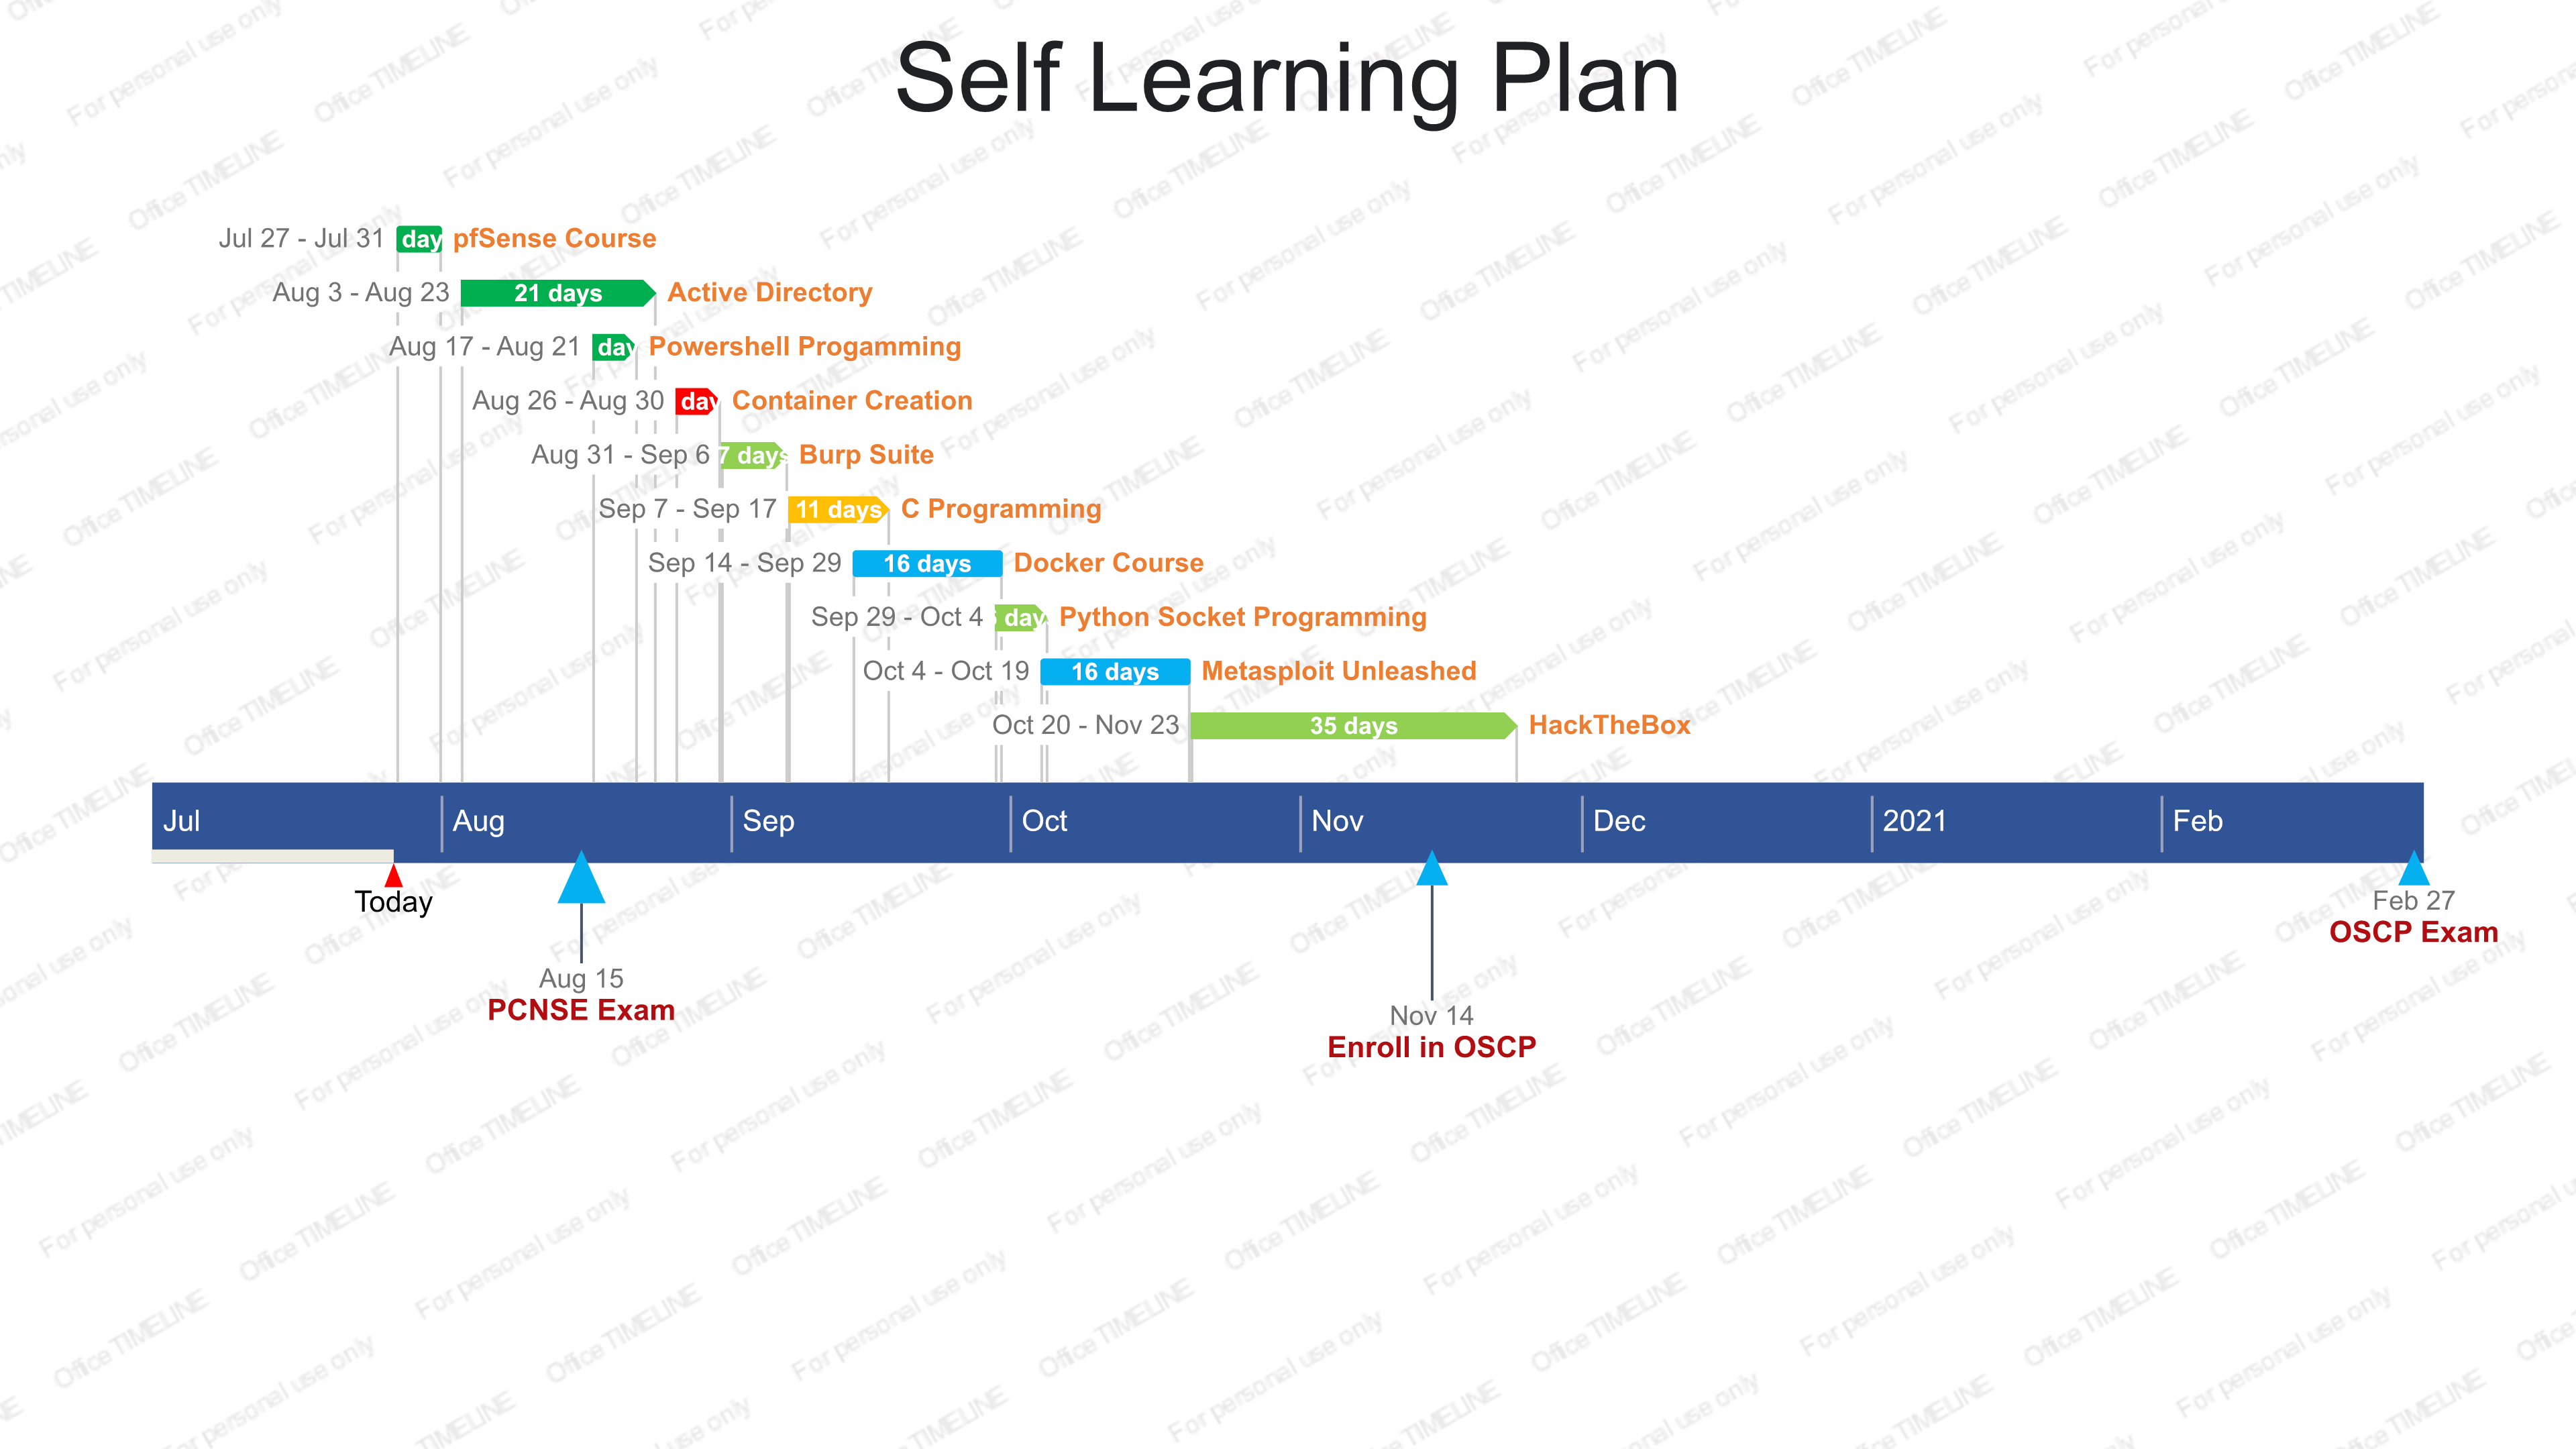 Self Learning Plan
Jul 27 - Jul 31 day pfSense Course
Aug 3 - Aug 23 21 days Active Directory
Aug 17 - Aug 21 day Powershell Progamming
Aug 26 - Aug 30 day Container Creation
Aug 31 - Sep 6 7 days Burp Suite
Sep 7 - Sep 17 11 days C Programming
Sep 14 - Sep 29 16 days Docker Course
Sep 29 - Oct 4 day Python Socket Programming
Oct 4 - Oct 19 16 days Metasploit Unleashed
Oct 20 - Nov 23 35 days HackTheBox
Jul Aug Sep Oct Nov Dec 2021 Feb
Today
Aug 15
PCNSE Exam
Nov 14
Enroll in OSCP
Feb 27
OSCP Exam
Office TIMELINE For personal use only